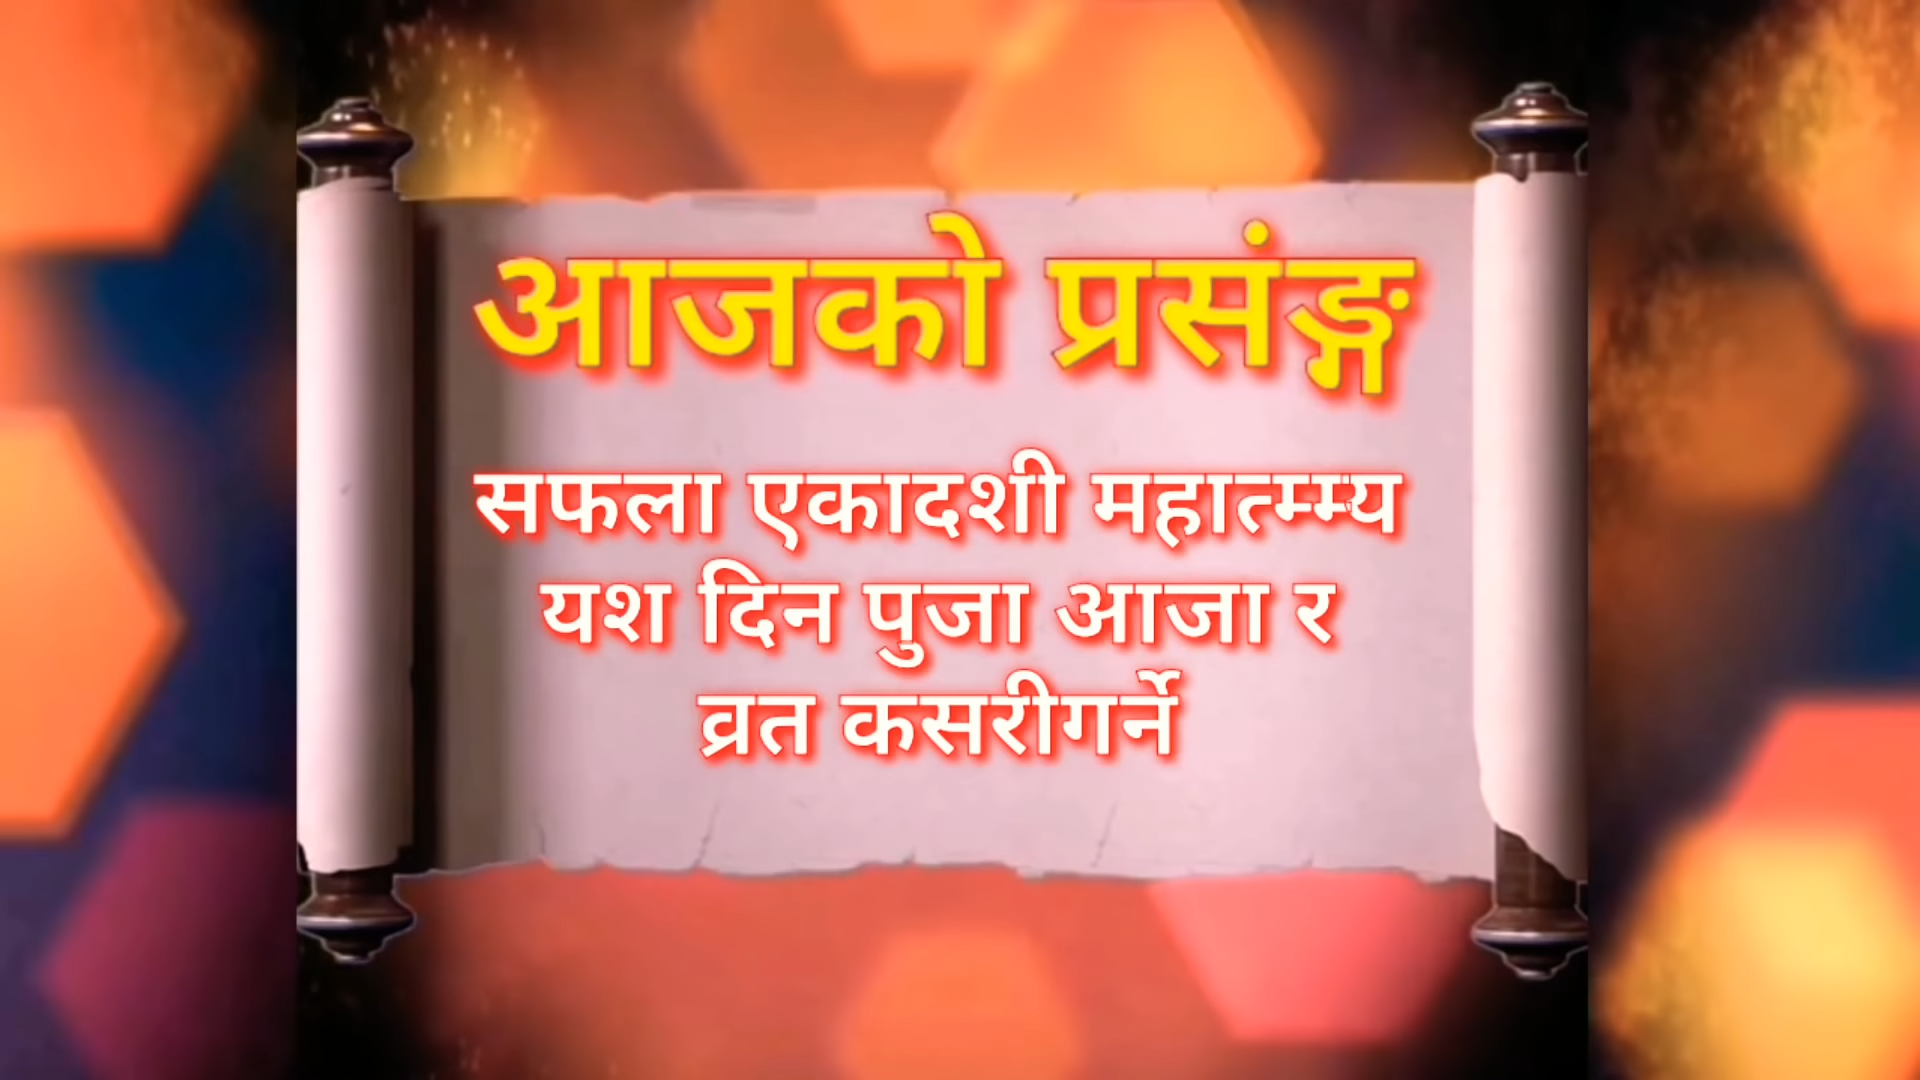 आजको प्रसंङ्ग
सफला एकादशी महात्म्म्य
यश दिन पुजा आजा र
व्रत कसरीगर्ने